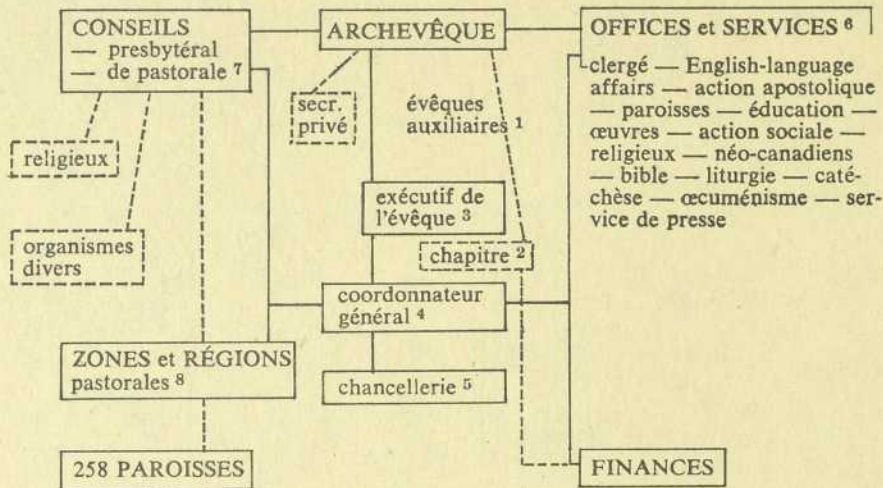 CONSEILS
— presbytéral
— de pastorale 7
ARCHEVÊQUE
OFFICES et SERVICES 6
clergé — English-language
affairs — action apostolique
— paroisses — éducation —
œuvres — action sociale —
religieux — néo-canadiens
— bible — liturgie — caté-
chèse — œcuménisme — ser-
vice de presse
secr.
privé
évêques
auxiliaires 1
religieux
exécutif de
l'évêque 3
organismes
divers
chapitre 2
coordonnateur
général 4
ZONES et RÉGIONS
pastorales 8
chancellerie 5
258 PAROISSES
FINANCES